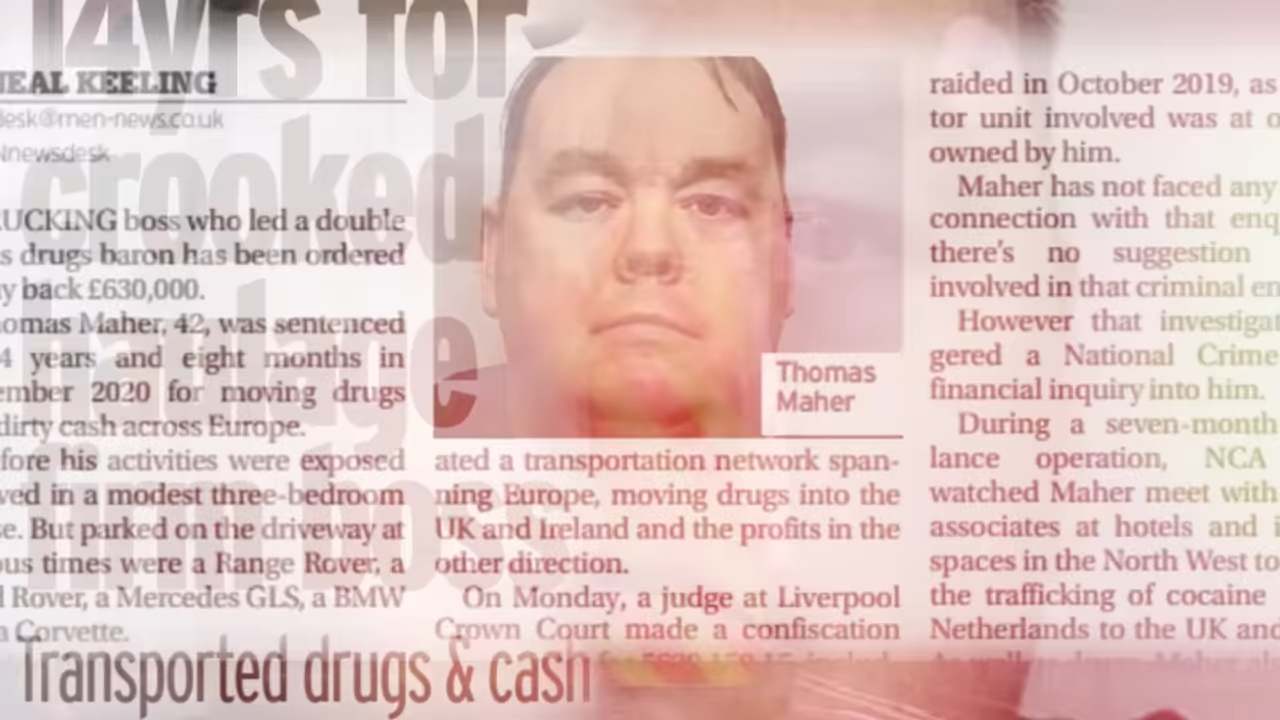 14yrs for
crooked
haulage
firm boss
NEAL KEELING
desk@men-news.co.uk
newsdesk
UCKING boss who led a double
s drugs baron has been ordered
y back £630,000.
omas Maher, 42, was sentenced
4 years and eight months in
ember 2020 for moving drugs
dirty cash across Europe.
fore his activities were exposed
ved in a modest three-bedroom
e. But parked on the driveway at
ous times were a Range Rover, a
Rover, a Mercedes GLS, a BMW
a Corvette.
Transported drugs & cash
Thomas
Maher
ated a transportation network span-
ning Europe, moving drugs into the
UK and Ireland and the profits in the
other direction.
On Monday, a judge at Liverpool
Crown Court made a confiscation
raided in October 2019, as
tor unit involved was at o
owned by him.
Maher has not faced any
connection with that enq
there's no suggestion
involved in that criminal en
However that investigat
gered a National Crime
financial inquiry into him.
During a seven-month
lance operation, NCA
watched Maher meet with
associates at hotels and i
spaces in the North West to
the trafficking of cocaine
Netherlands to the UK and